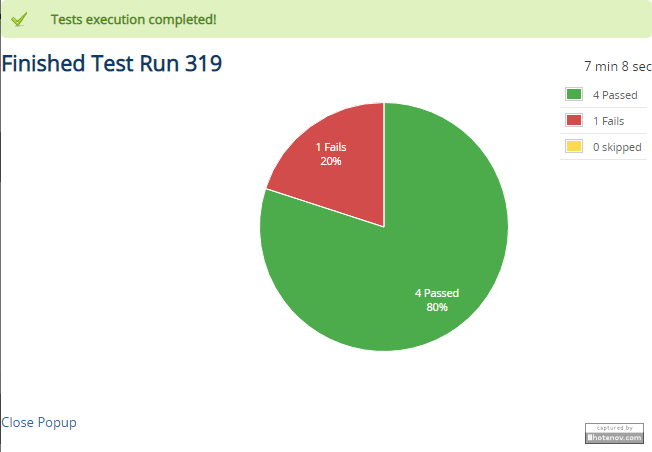 Tests execution completed!
Finished Test Run 319
7 min 8 sec
4 Passed
1 Fails
0 skipped
1 Fails
20%
4 Passed
80%
Close Popup
captured by
hotenov.com